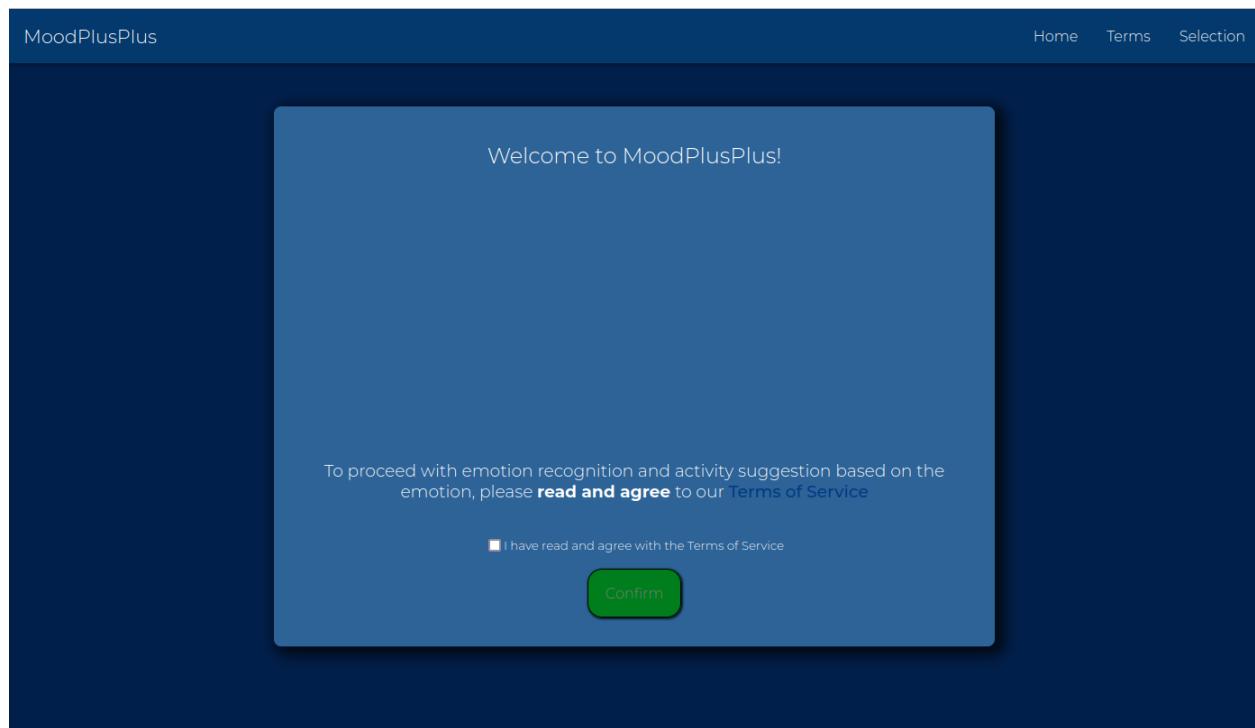 MoodPlusPlus
Home Terms Selection
Welcome to MoodPlusPlus!
To proceed with emotion recognition and activity suggestion based on the
emotion, please read and agree to our Terms of Service
I have read and agree with the Terms of Service
Confirm